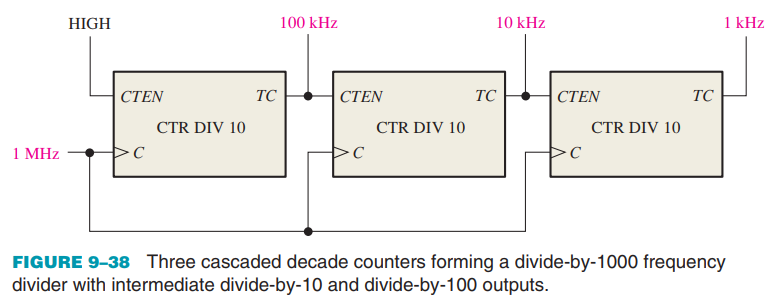 HIGH 100 kHz 10 kHz 1 kHz
CTEN TC CTEN TC CTEN TC
CTR DIV 10 CTR DIV 10 CTR DIV 10
1 MHz C C C
FIGURE 9–38 Three cascaded decade counters forming a divide-by-1000 frequency
divider with intermediate divide-by-10 and divide-by-100 outputs.